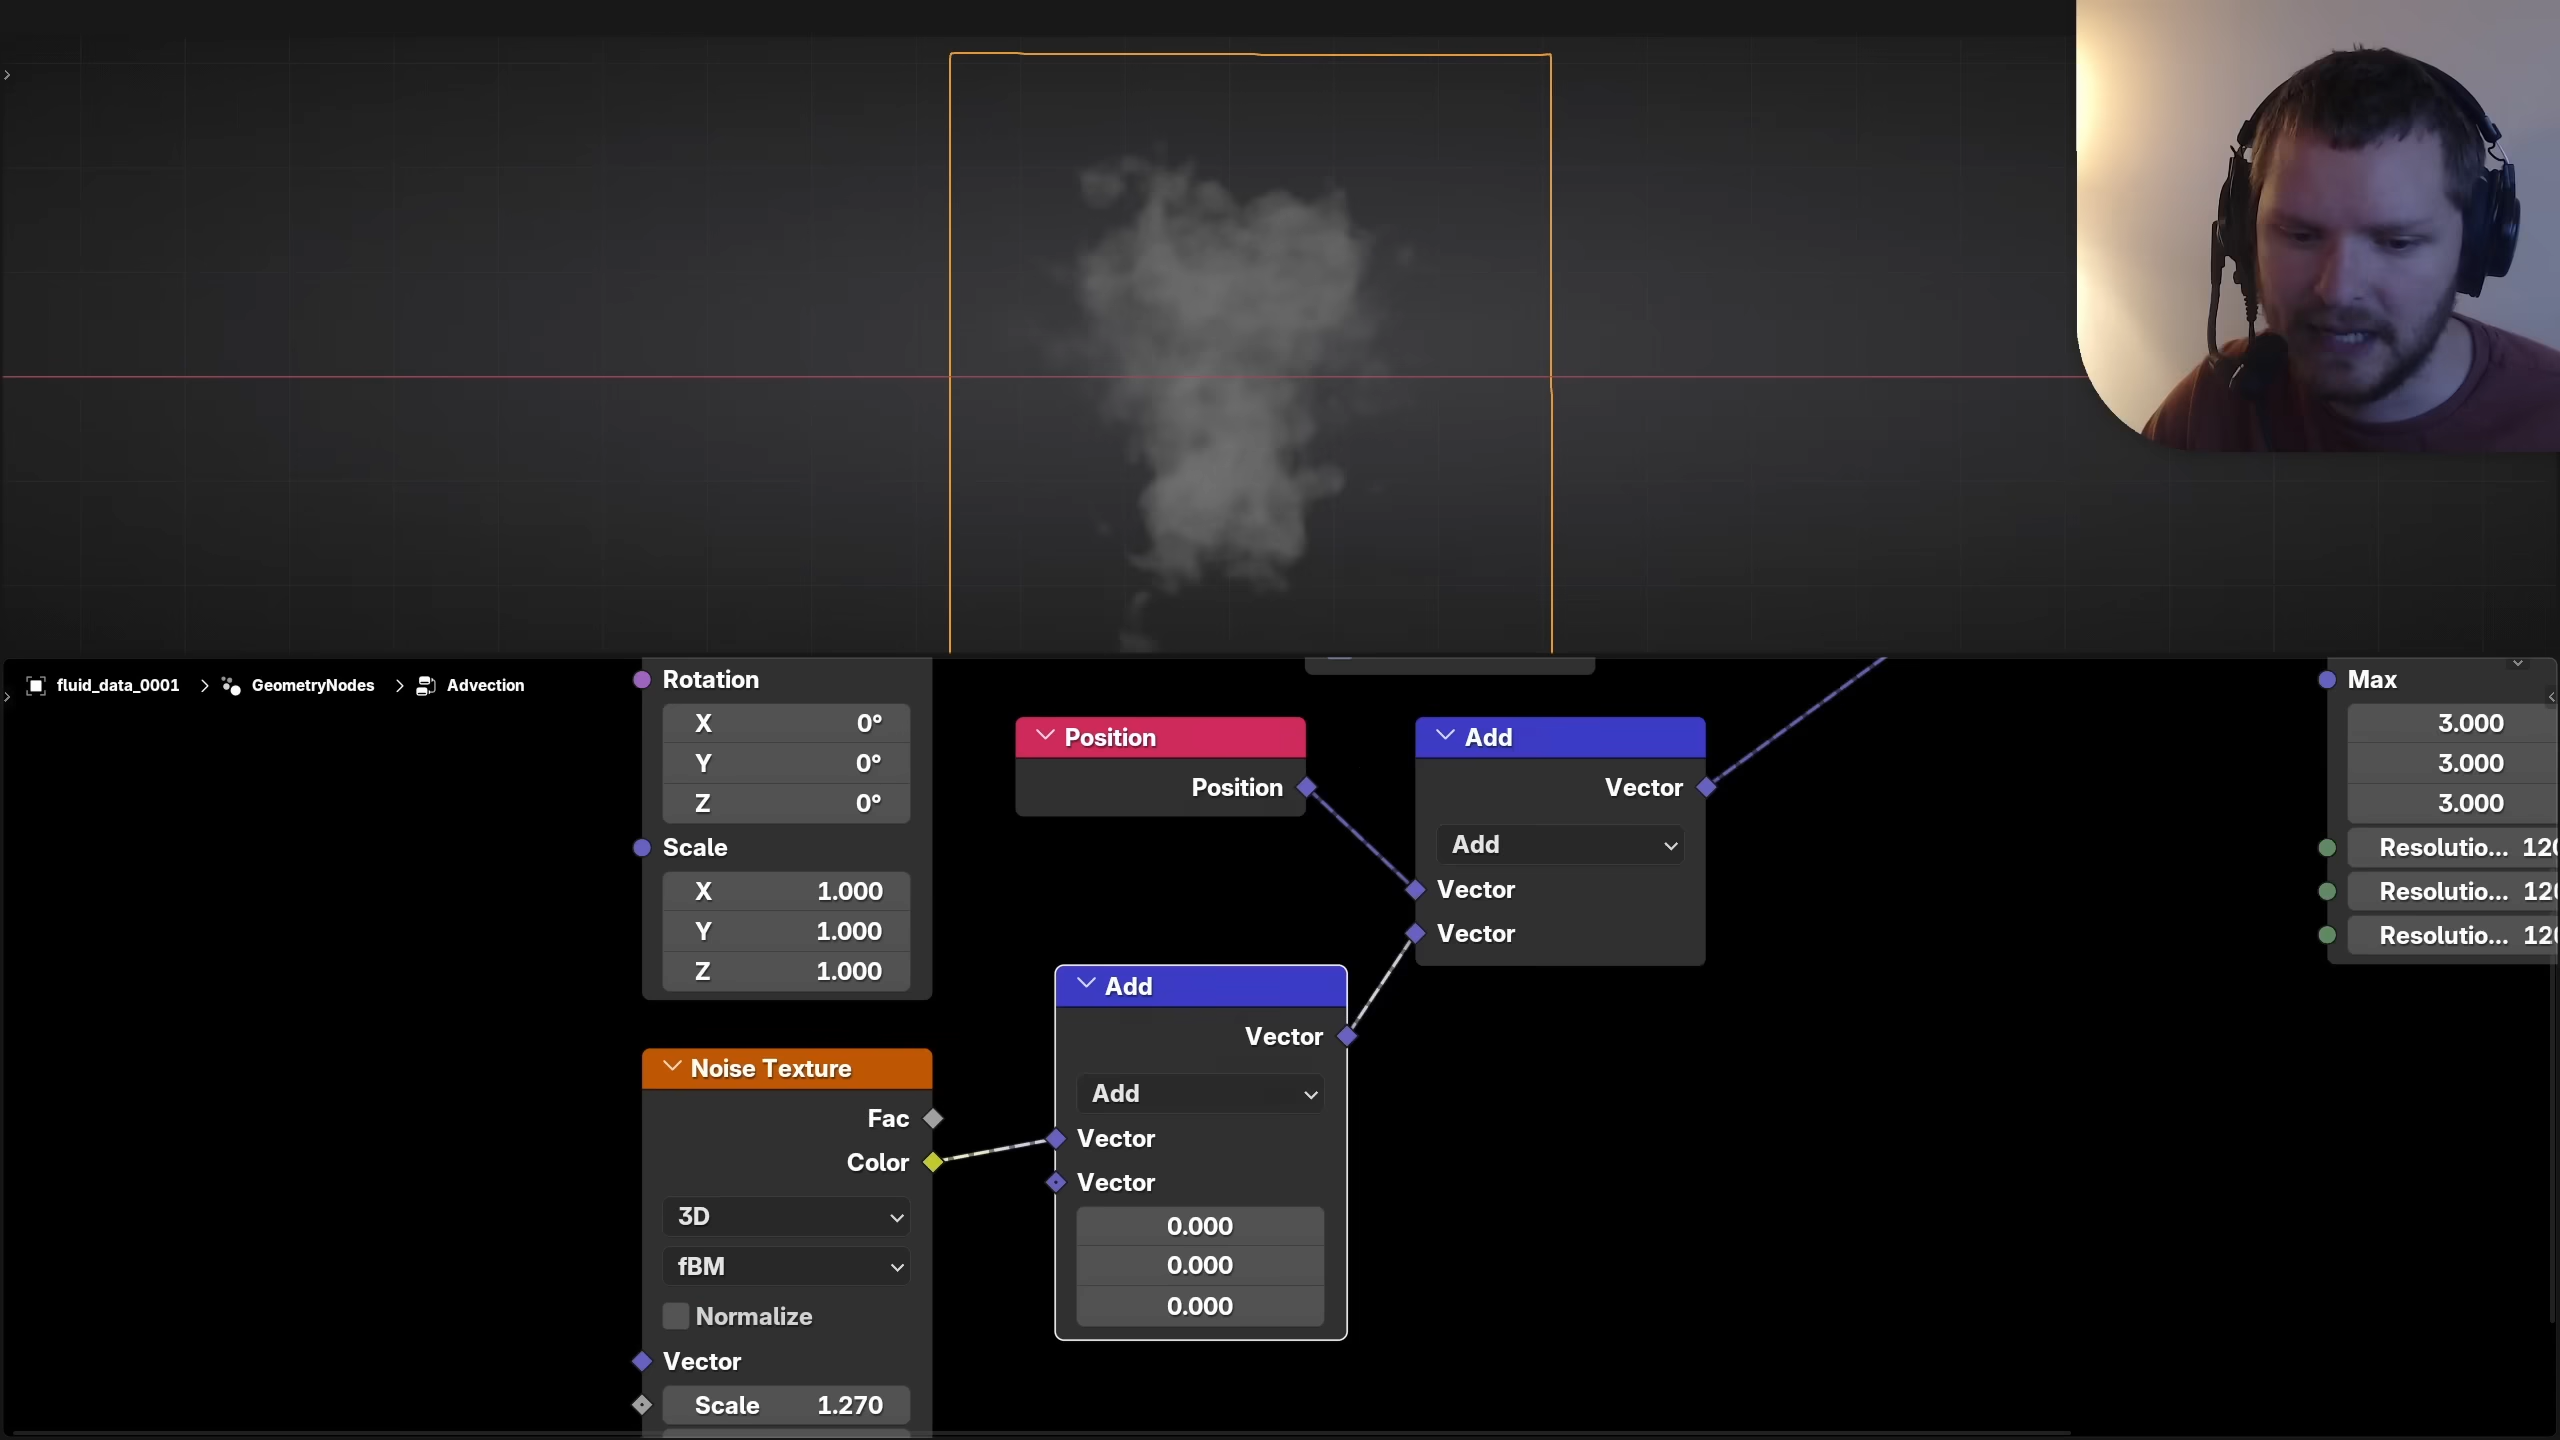 fluid_data_0001 > GeometryNodes > Advection
Rotation
X 0°
Y 0°
Z 0°
Scale
X 1.000
Y 1.000
Z 1.000
Noise Texture
Fac
Color
3D
fBM
Normalize
Vector
Scale 1.270
Position
Position
Add
Vector
Add
Vector
Vector
0.000
0.000
0.000
Add
Vector
Add
Vector
Vector
Max
3.000
3.000
3.000
Resolutio...
Resolutio...
Resolutio...